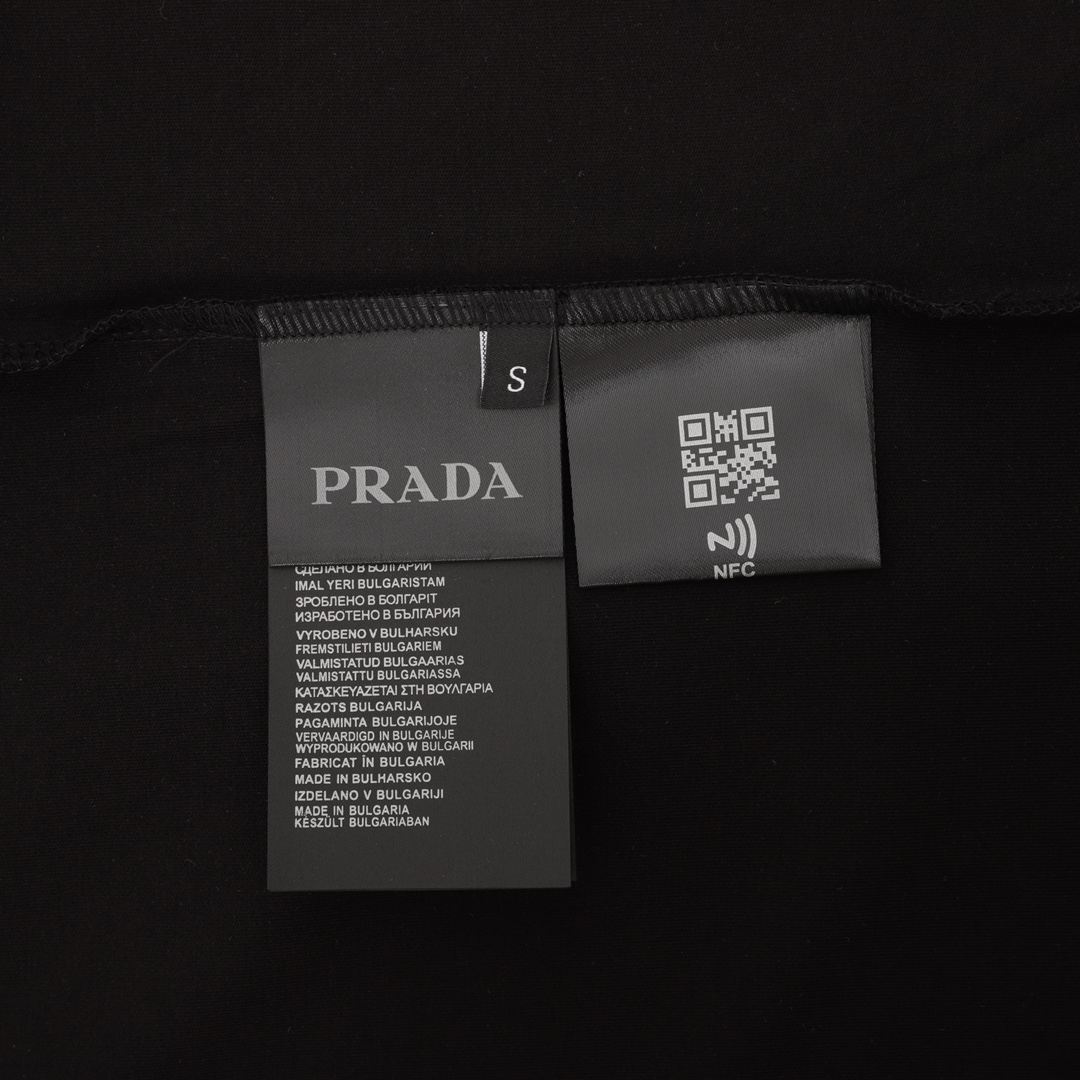 S
PRADA
СДЕЛАНО В БОЛГАРИИ
IMAL YERI BULGARISTAM
ЗРОБЛЕНО В БОЛГАРІТ
ИЗРАБОТЕНО В БЪЛГАРИЯ
VYROBENO V BULHARSKU
FREMSTILIETI BULGARIEM
VALMISTATUD BULGAARIAS
VALMISTATTU BULGARIASSA
ΚΑΤΑΣΚΕΥΑΖΕΤΑΙ ΣΤΗ ΒΟΥΛΓΑΡΙΑ
RAZOTS BULGARIJA
PAGAMINTA BULGARIJOJE
VERVAARDIGD IN BULGARIJE
WYPRODUKOWANO W BULGARII
FABRICAT ÎN BULGARIA
MADE IN BULHARSKO
IZDELANO V BULGARIJI
MADE IN BULGARIA
KÉSZÜLT BULGARIABAN
NFC